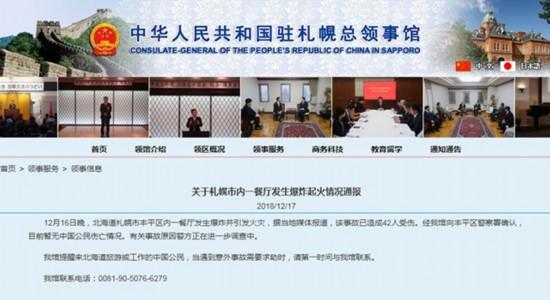 中华人民共和国驻札幌总领事馆
CONSULATE-GENERAL OF THE PEOPLE'S REPUBLIC OF CHINA IN SAPPORO
中文 日本語
首页 领馆介绍 领区概况 领事服务 商务科技 教育留学 通知通告
首页 > 领事服务 > 领事信息
关于札幌市内一餐厅发生爆炸起火情况通报
2018/12/17
12月16日晚，北海道札幌市丰平区内一餐厅发生爆炸并引发火灾，据当地媒体报道，该事故已造成42人受伤。经我馆向丰平区警察署确认，
目前暂无中国公民伤亡情况。有关事故原因警方正在进一步调查中。
我馆提醒来北海道旅游或工作的中国公民，当遇到意外事故需要求助时，请第一时间与我馆联系。
我馆联系电话：0081-90-5076-6279